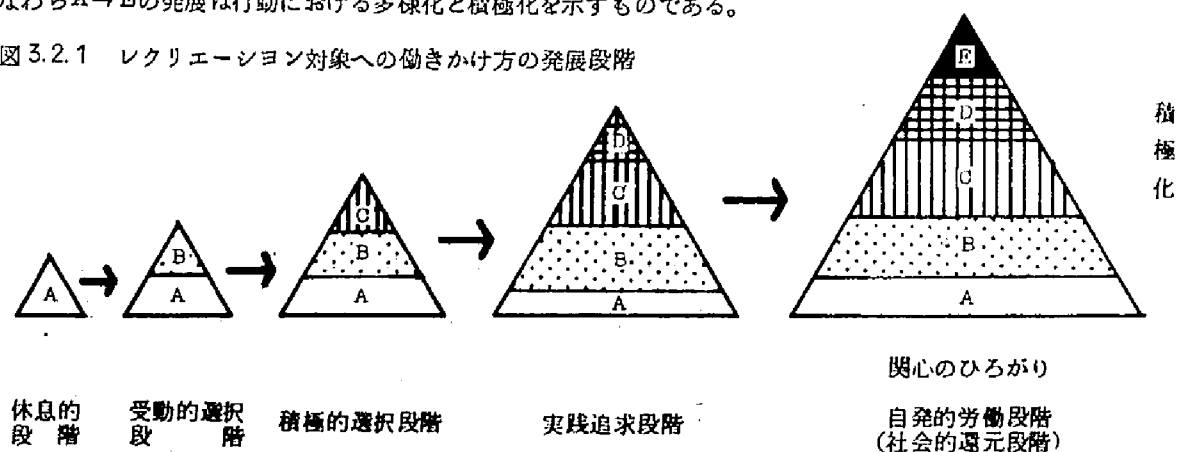 なわちA→Eの発展は行動における多様化と積極化を示すものである。
図3.2.1 レクリエーション対象への働きかけ方の発展段階
E
D
C
B
A
D
C
B
A
C
B
A
B
A
A
積
極
化
関心のひろがり
休息的
段 階
受動的選択
段 階
積極的選択段階
実践追求段階
自発的労働段階
(社会的還元段階)